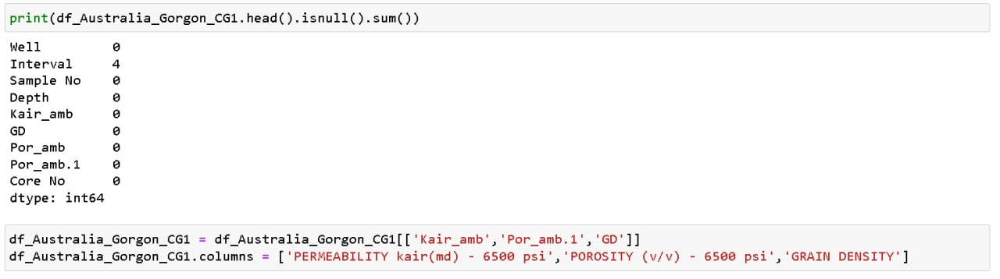 print(df_Australia_Gorgon_CG1.head().isnull().sum())
Well 0
Interval 4
Sample No 0
Depth 0
Kair_amb 0
GD 0
Por_amb 0
Por_amb.1 0
Core No 0
dtype: int64
df_Australia_Gorgon_CG1 = df_Australia_Gorgon_CG1[['Kair_amb','Por_amb.1','GD']]
df_Australia_Gorgon_CG1.columns = ['PERMEABILITY kair(md) - 6500 psi','POROSITY (v/v) - 6500 psi','GRAIN DENSITY']